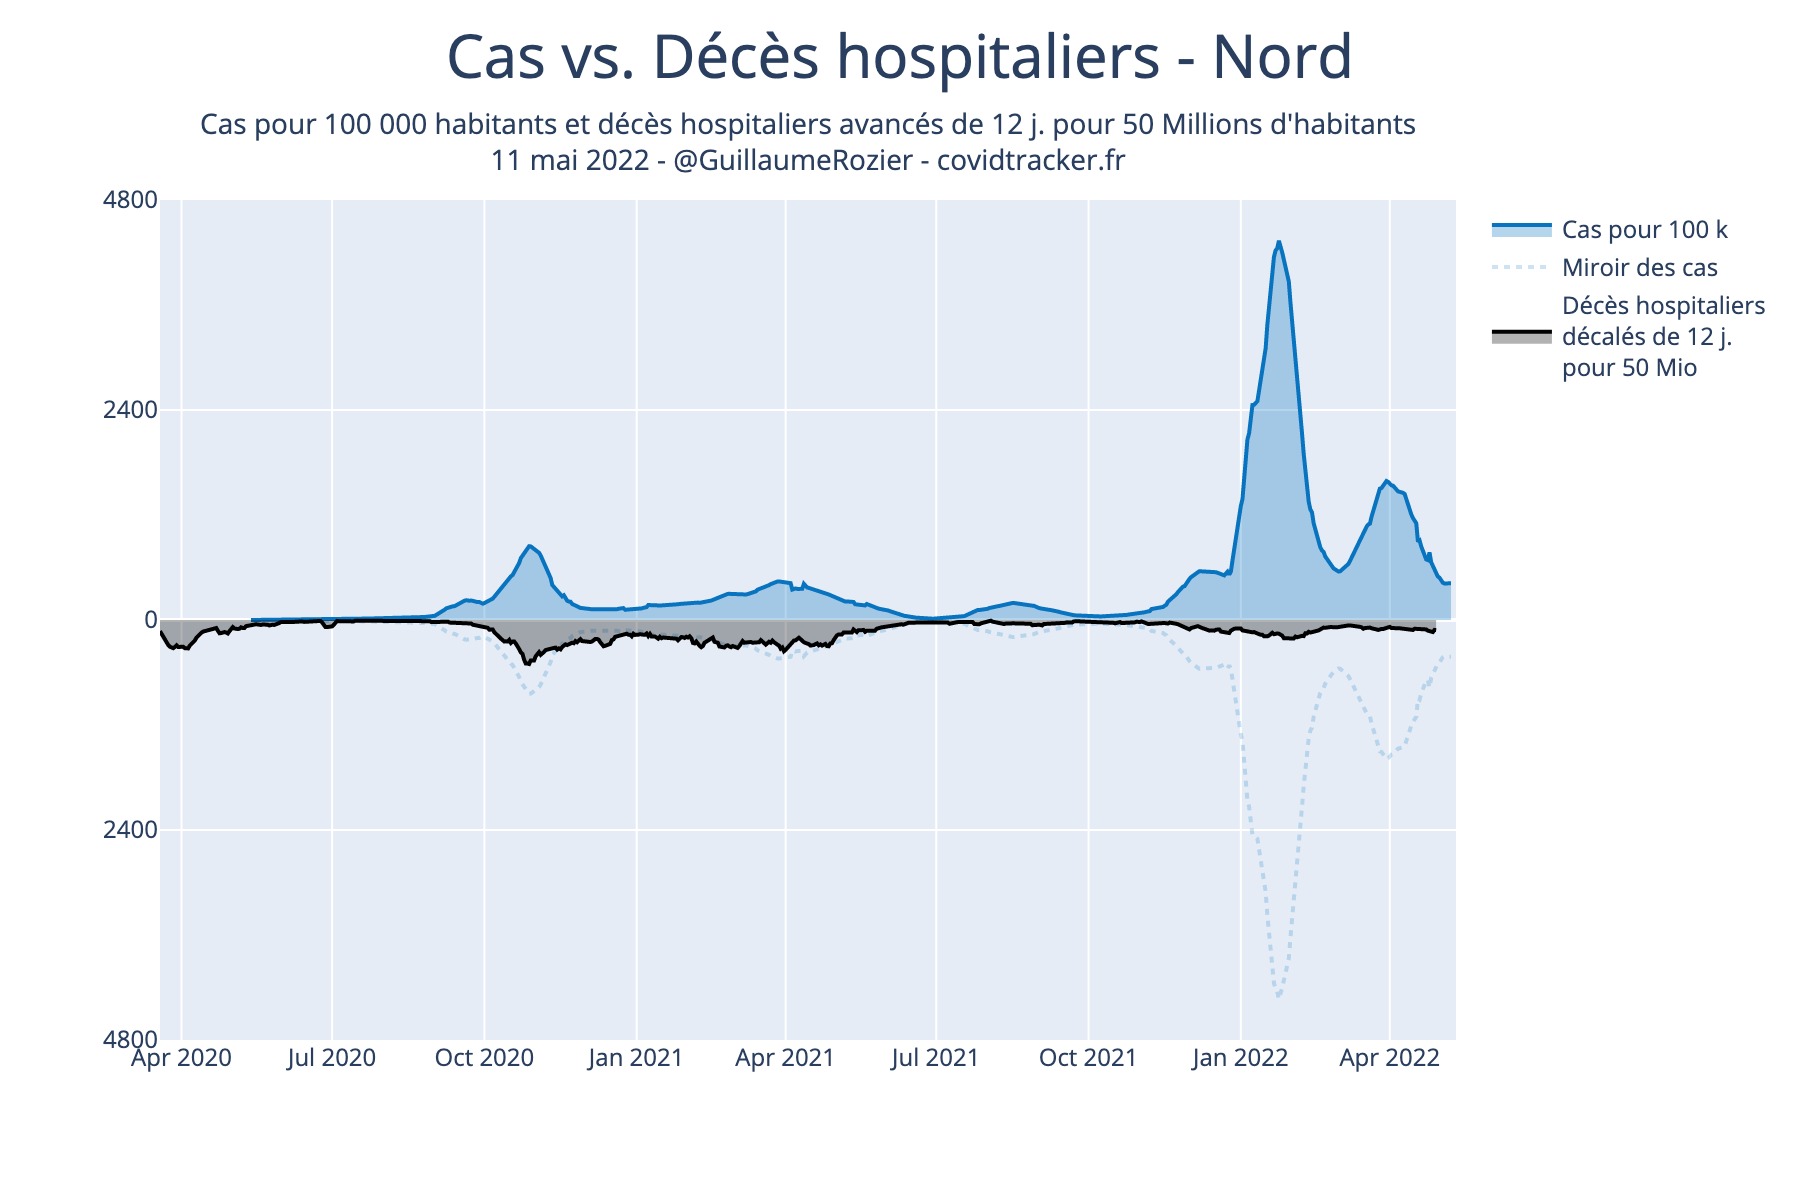 Cas vs. Décès hospitaliers - Nord
Cas pour 100 000 habitants et décès hospitaliers avancés de 12 j. pour 50 Millions d'habitants
11 mai 2022 - @GuillaumeRozier - covidtracker.fr
4800
2400
0
2400
4800
Apr 2020 Jul 2020 Oct 2020 Jan 2021 Apr 2021 Jul 2021 Oct 2021 Jan 2022 Apr 2022
Cas pour 100 k
Miroir des cas
Décès hospitaliers
décalés de 12 j.
pour 50 Mio